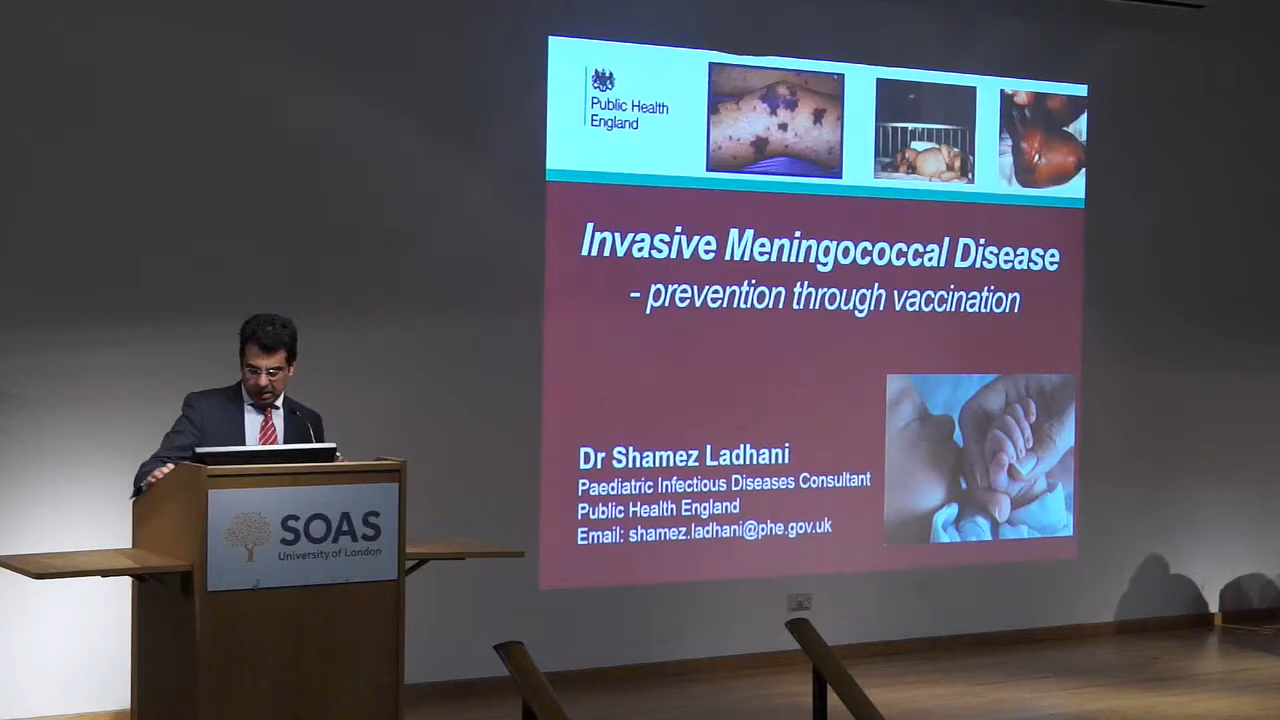 Public Health
England
Invasive Meningococcal Disease
- prevention through vaccination
Dr Shamez Ladhani
Paediatric Infectious Diseases Consultant
Public Health England
Email: shamez.ladhani@phe.gov.uk
SOAS
University of London